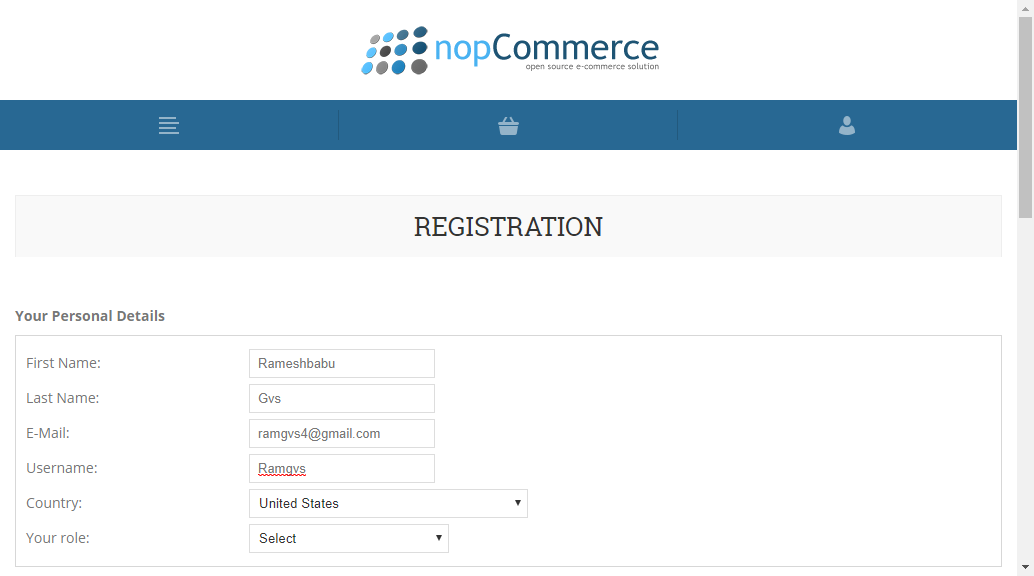 nopCommerce
open source e-commerce solution
REGISTRATION
Your Personal Details
First Name: Rameshbabu
Last Name: Gvs
E-Mail: ramgvs4@gmail.com
Username: Ramgvs
Country: United States
Your role: Select